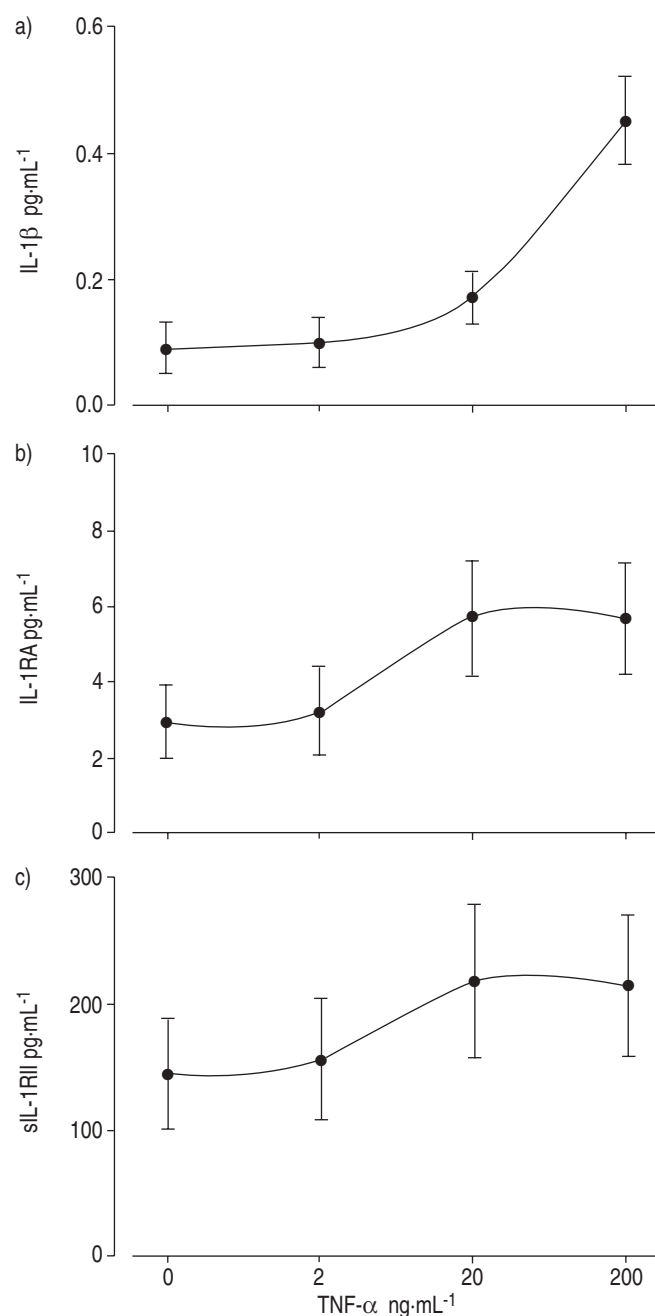 a)
0.6
0.4
0.2
0.0
IL-1β pg·mL⁻¹
b)
10
8
6
4
2
0
IL-1RA pg·mL⁻¹
c)
300
200
100
0
sIL-1RII pg·mL⁻¹
0 2 20 200
TNF-α ng·mL⁻¹